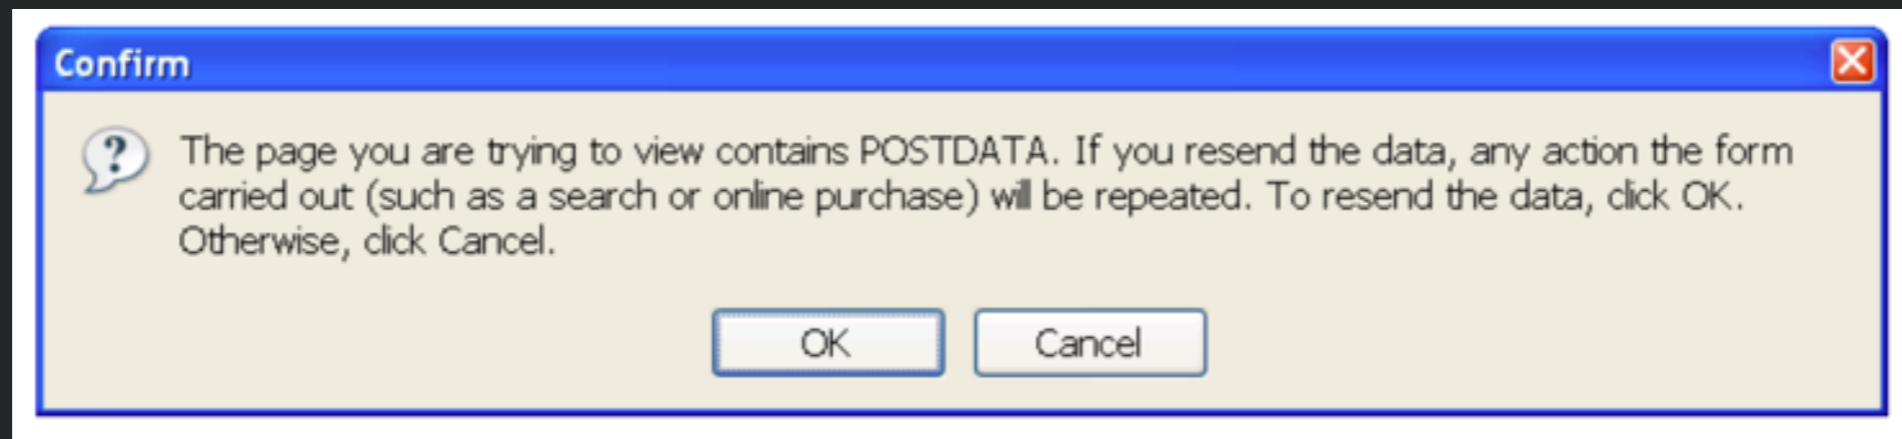 Confirm
The page you are trying to view contains POSTDATA. If you resend the data, any action the form
carried out (such as a search or online purchase) will be repeated. To resend the data, click OK.
Otherwise, click Cancel.
OK
Cancel